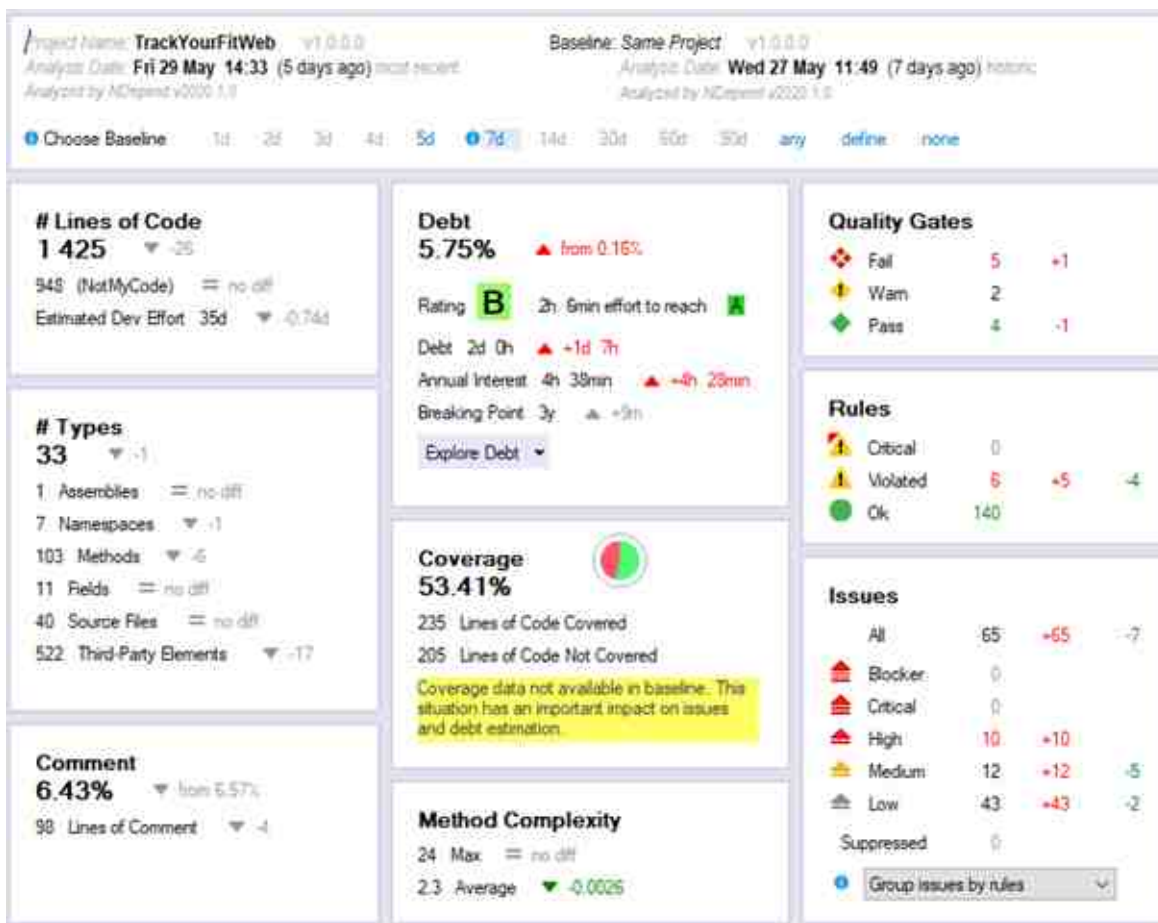 Project Name: TrackYourFitWeb v1.0.0.0
Baseline: Same Project v1.0.0.0
Analysis Date: Fri 29 May 14:33 (5 days ago) most recent
Analysis Date: Wed 27 May 11:49 (7 days ago) historic
Analyzed by NDepend v2020.1.0
Analyzed by NDepend v2020.1.0
Choose Baseline 1d 2d 3d 4d 5d 7d 14d 30d 60d 90d any define none
# Lines of Code
1 425 -26
948 (NotMyCode) no diff
Estimated Dev Effort 35d -0.74d
# Types
33 -1
1 Assemblies no diff
7 Namespaces -1
103 Methods -6
11 Fields no diff
40 Source Files no diff
522 Third-Party Elements -17
Comment
6.43% from 6.57%
98 Lines of Comment -4
Debt
5.75% from 0.16%
Rating B 2h 6min effort to reach A
Debt 2d 0h +1d 7h
Annual Interest 4h 38min +4h 28min
Breaking Point 3y +9m
Explore Debt
Coverage
53.41%
235 Lines of Code Covered
205 Lines of Code Not Covered
Coverage data not available in baseline. This
situation has an important impact on issues
and debt estimation.
Method Complexity
24 Max no diff
2.3 Average -0.0026
Quality Gates
Fail 5 +1
Warn 2
Pass 4 -1
Rules
Critical 0
Violated 6 +5 -4
Ok 140
Issues
All 65 +65 -7
Blocker 0
Critical 0
High 10 +10
Medium 12 +12 -5
Low 43 +43 -2
Suppressed 0
Group issues by rules